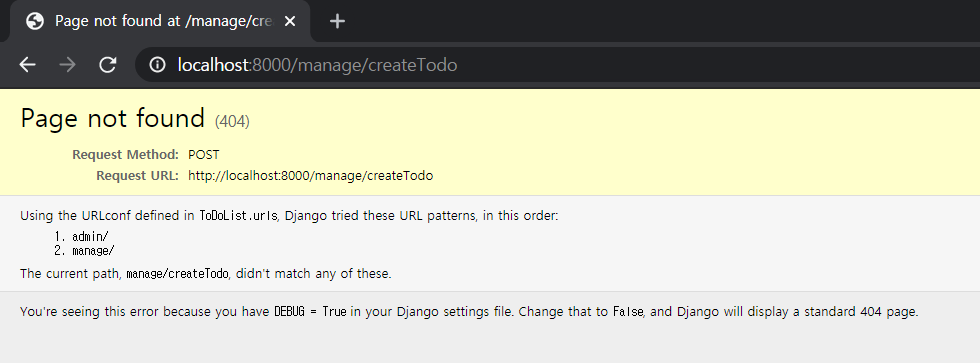 Page not found at /manage/cre
localhost:8000/manage/createTodo
Page not found (404)
Request Method: POST
Request URL: http://localhost:8000/manage/createTodo
Using the URLconf defined in ToDoList.urls, Django tried these URL patterns, in this order:
1. admin/
2. manage/
The current path, manage/createTodo, didn't match any of these.
You're seeing this error because you have DEBUG = True in your Django settings file. Change that to False, and Django will display a standard 404 page.